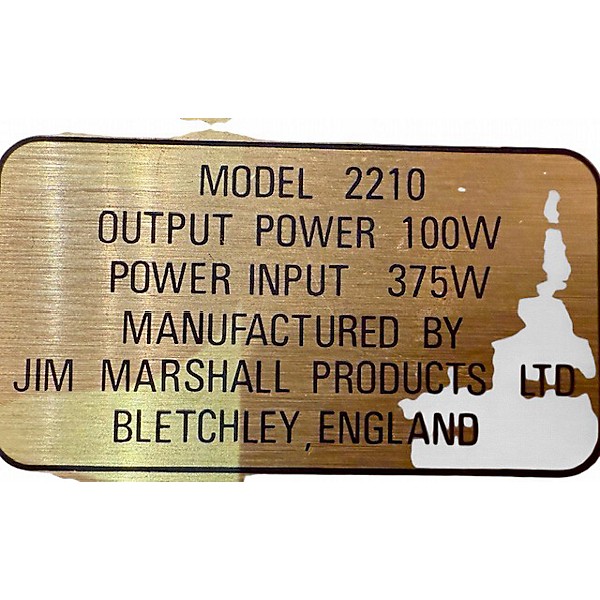 MODEL 2210
OUTPUT POWER 100W
POWER INPUT 375W
MANUFACTURED BY
JIM MARSHALL PRODUCTS LTD
BLETCHLEY, ENGLAND